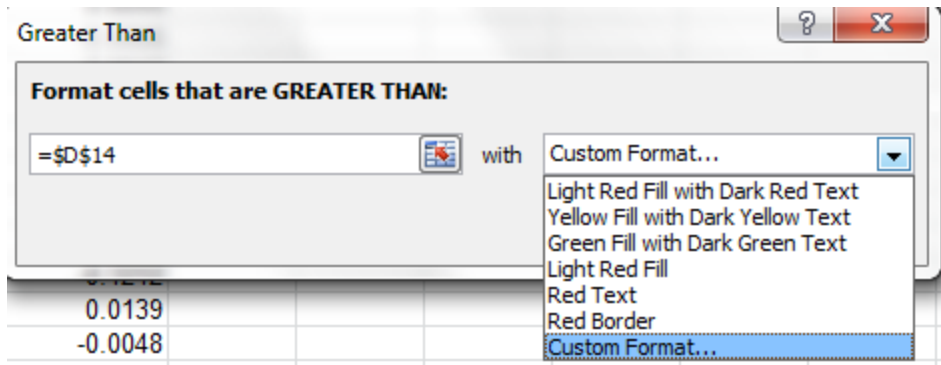 Greater Than
?
Format cells that are GREATER THAN:
=$D$14 with Custom Format...
Light Red Fill with Dark Red Text
Yellow Fill with Dark Yellow Text
Green Fill with Dark Green Text
Light Red Fill
Red Text
Red Border
Custom Format...
0.0139
-0.0048